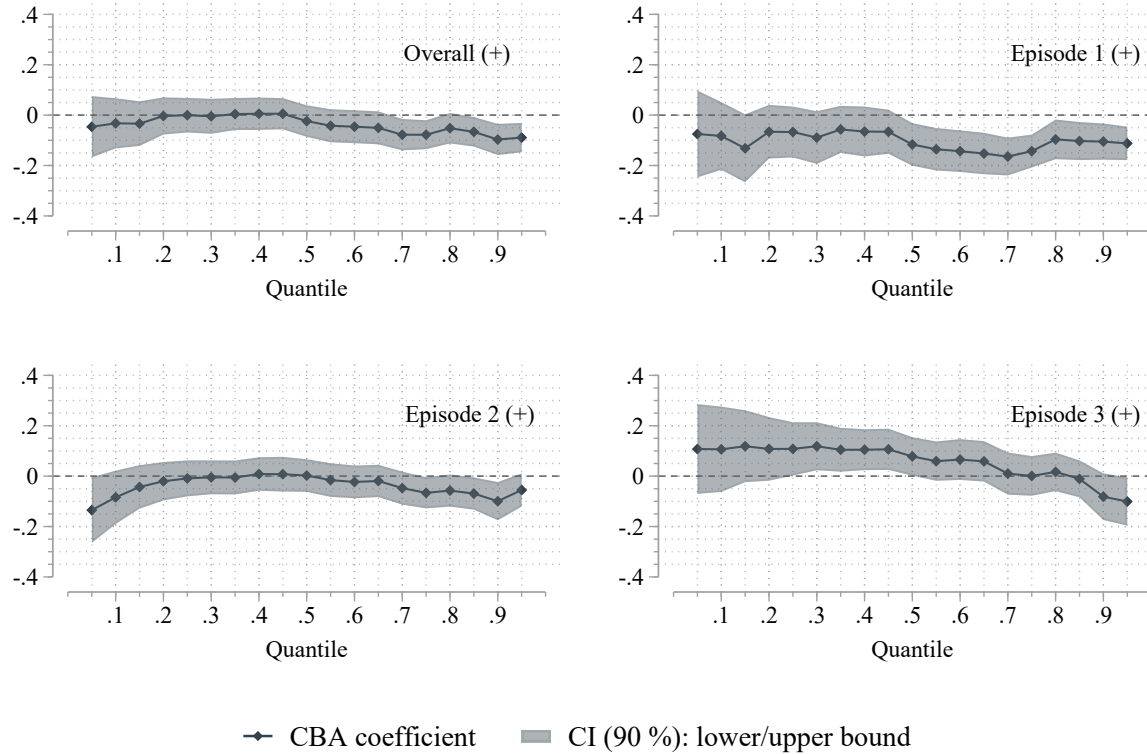 Overall (+)
.4
.2
0
-.2
-.4
.1 .2 .3 .4 .5 .6 .7 .8 .9
Quantile
Episode 1 (+)
.4
.2
0
-.2
-.4
.1 .2 .3 .4 .5 .6 .7 .8 .9
Quantile
Episode 2 (+)
.4
.2
0
-.2
-.4
.1 .2 .3 .4 .5 .6 .7 .8 .9
Quantile
Episode 3 (+)
.4
.2
0
-.2
-.4
.1 .2 .3 .4 .5 .6 .7 .8 .9
Quantile
CBA coefficient CI (90 %): lower/upper bound